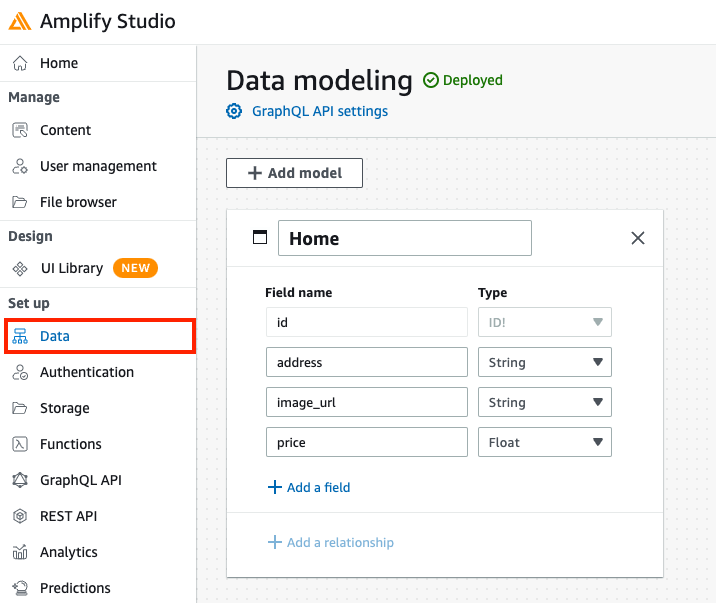 Amplify Studio
Home
Manage
Content
User management
File browser
Design
UI Library NEW
Set up
Data
Authentication
Storage
Functions
GraphQL API
REST API
Analytics
Predictions
Data modeling Deployed
GraphQL API settings
Add model
Home
Field name Type
id ID!
address String
image_url String
price Float
Add a field
Add a relationship